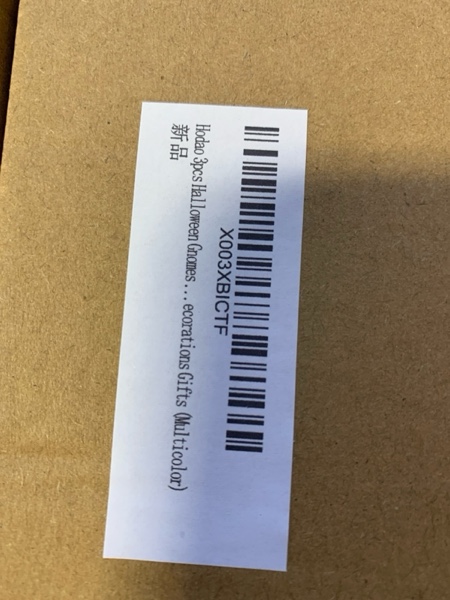 X003XBICTF
Hodao 3pcs Halloween Gnomes...ecorations Gifts (Multicolor)
新品